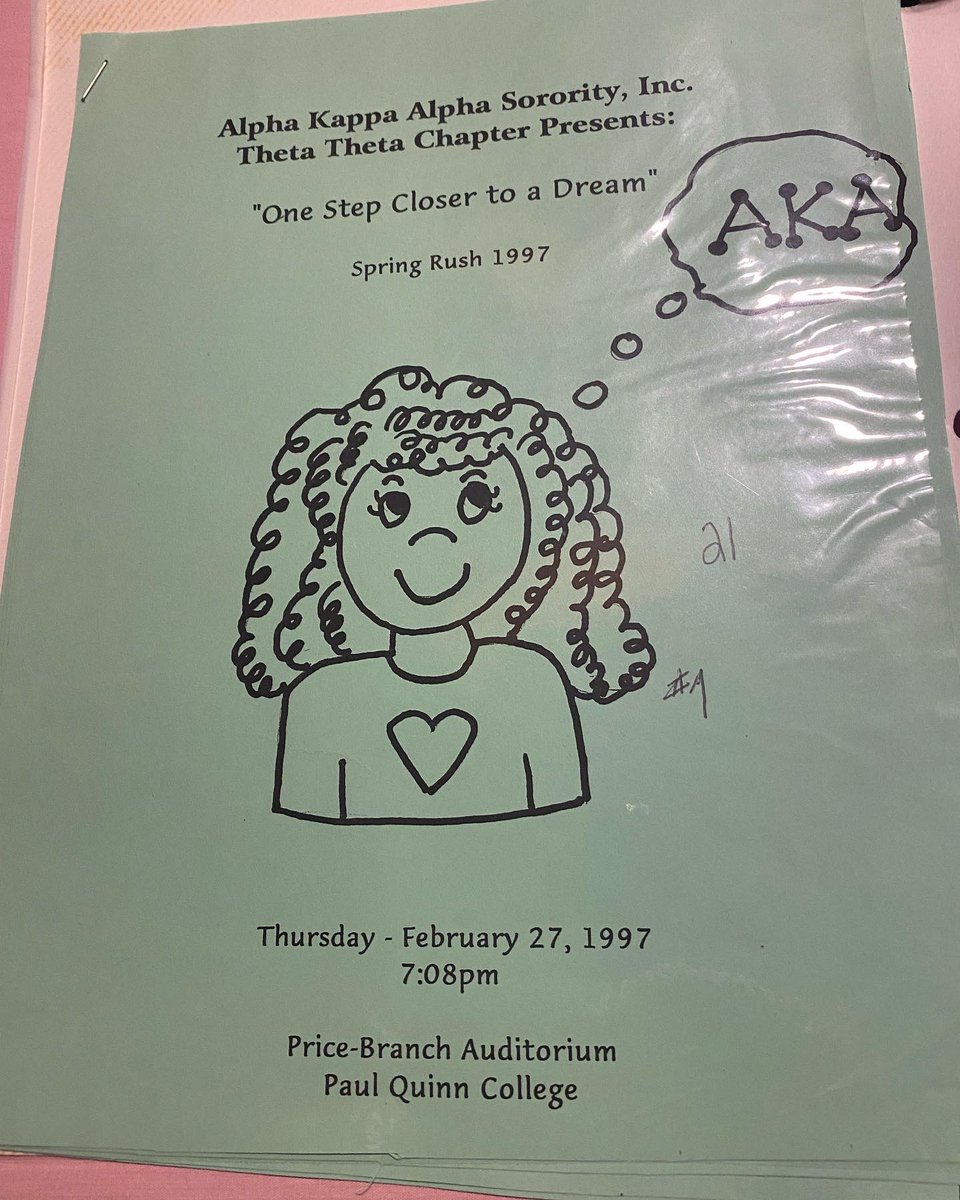 Alpha Kappa Alpha Sorority, Inc.
Theta Theta Chapter Presents:
"One Step Closer to a Dream"
Spring Rush 1997
AKA
21
#9
Thursday - February 27, 1997
7:08pm
Price-Branch Auditorium
Paul Quinn College